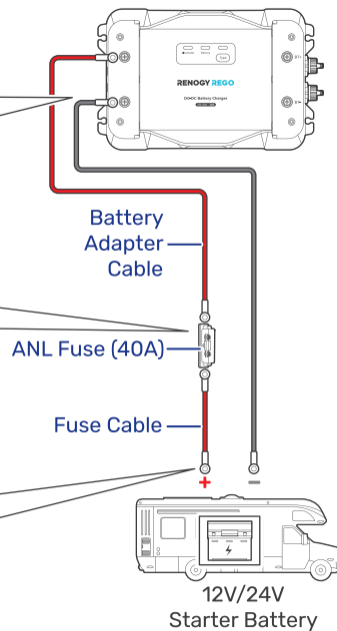 RENOGY REGO
DC-DC Battery Charger
Battery
Adapter
Cable
ANL Fuse (40A)
Fuse Cable
+ −
12V/24V
Starter Battery